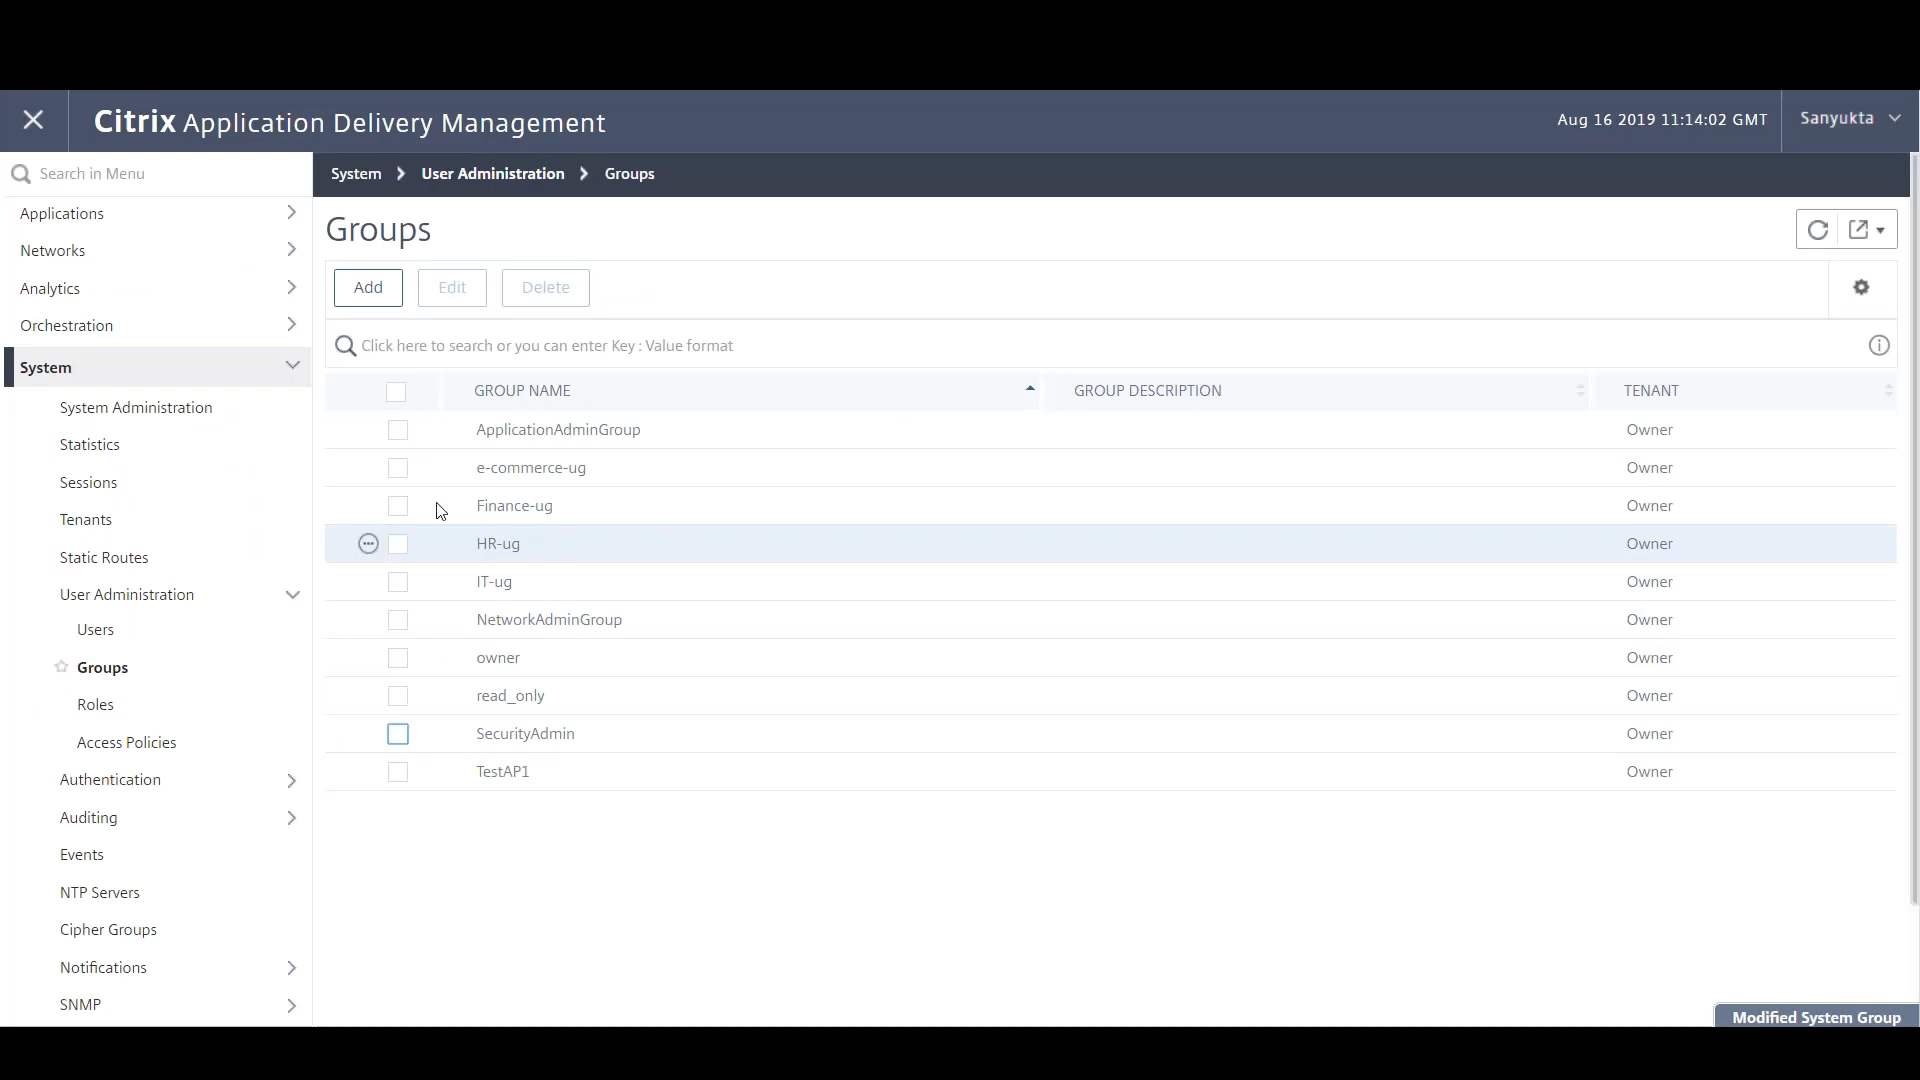 Citrix Application Delivery Management
Aug 16 2019 11:14:02 GMT
Sanyukta
Search in Menu
Applications
Networks
Analytics
Orchestration
System
System Administration
Statistics
Sessions
Tenants
Static Routes
User Administration
Users
Groups
Roles
Access Policies
Authentication
Auditing
Events
NTP Servers
Cipher Groups
Notifications
SNMP
System > User Administration > Groups
Groups
Add Edit Delete
Click here to search or you can enter Key : Value format
GROUP NAME GROUP DESCRIPTION TENANT
ApplicationAdminGroup Owner
e-commerce-ug Owner
Finance-ug Owner
HR-ug Owner
IT-ug Owner
NetworkAdminGroup Owner
owner Owner
read_only Owner
SecurityAdmin Owner
TestAP1 Owner
Modified System Group